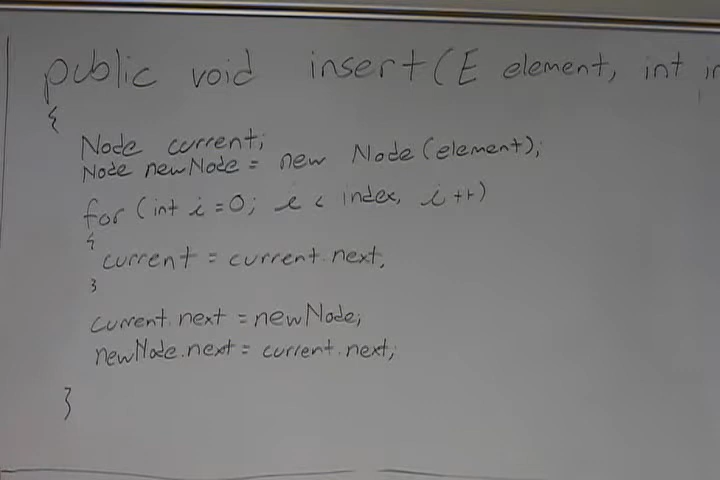 public void insert(E element, int in
{
Node current;
Node newNode = new Node(element);
for (int i=0; i < index, i++)
{
current = current.next;
}
current.next = newNode;
newNode.next = current.next;
}